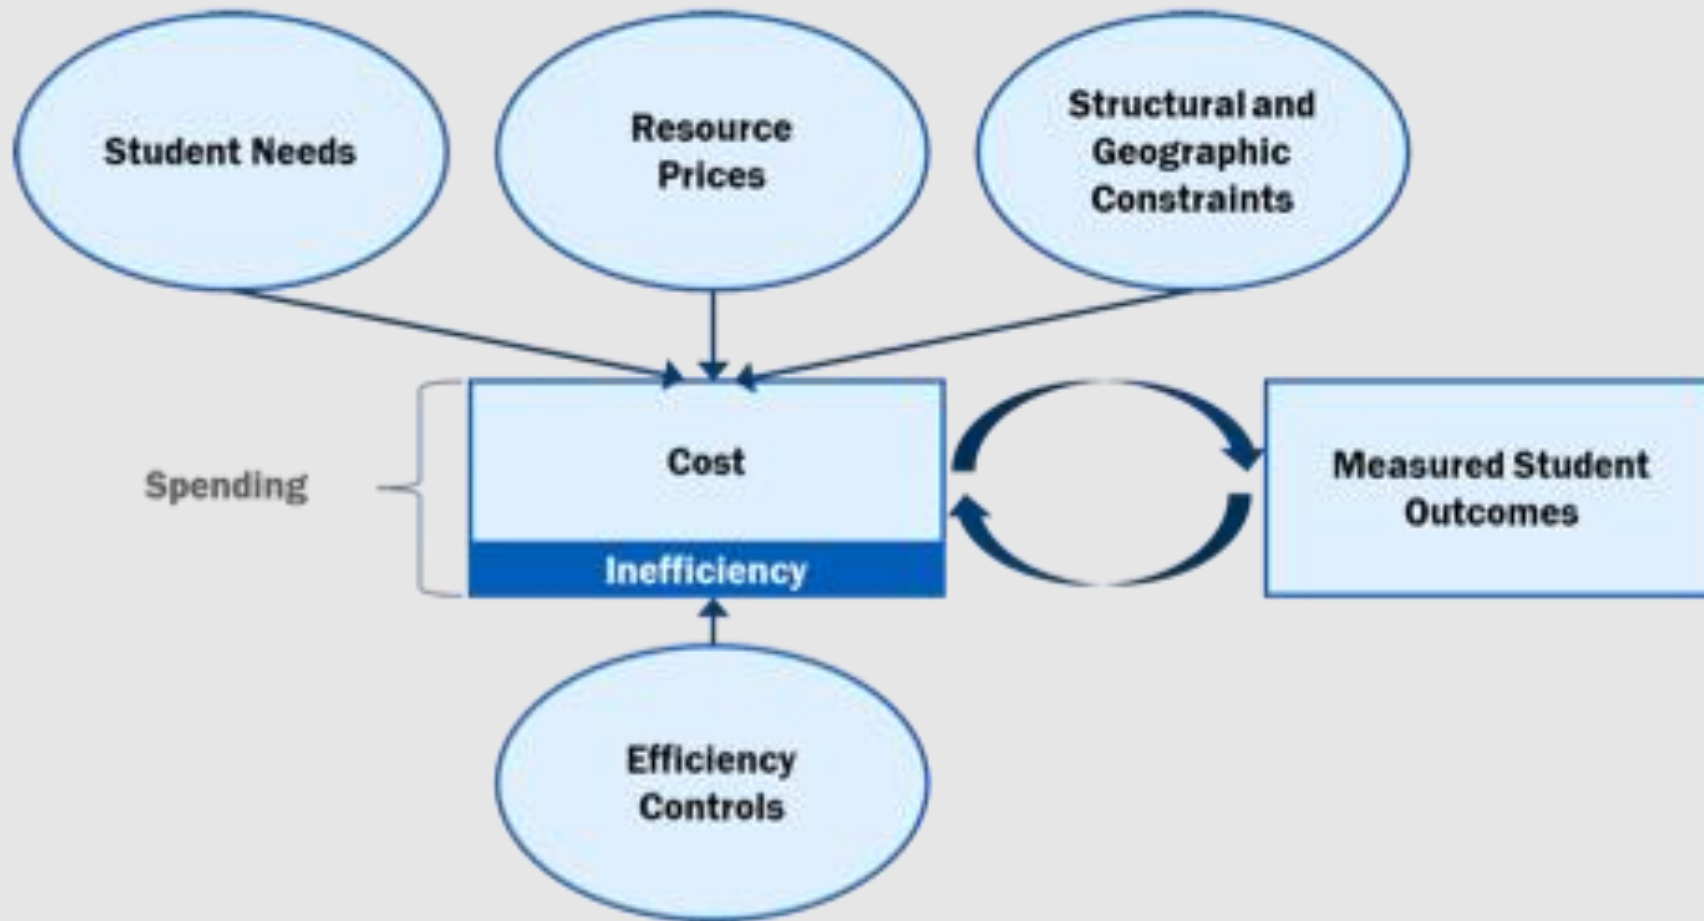 Student Needs
Resource
Prices
Structural and
Geographic
Constraints
Spending
Cost
Inefficiency
Measured Student
Outcomes
Efficiency
Controls